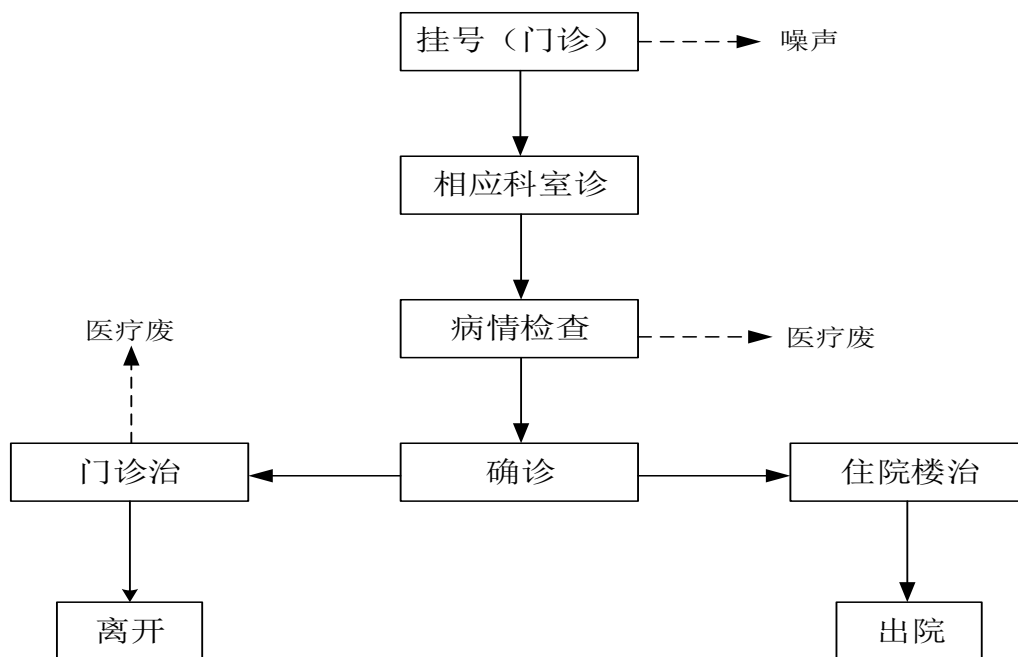 挂号（门诊）
噪声
相应科室诊
病情检查
医疗废
医疗废
门诊治
确诊
住院楼治
离开
出院